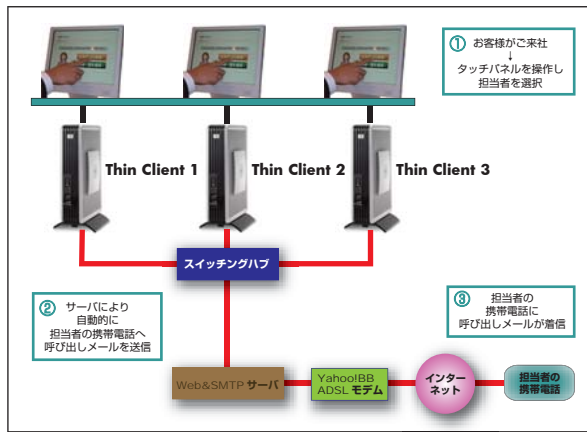 ① お客様がご来社
↓
タッチパネルを操作し
担当者を選択
Thin Client 1
Thin Client 2
Thin Client 3
スイッチングハブ
② サーバにより
自動的に
担当者の携帯電話へ
呼び出しメールを送信
③ 担当者の
携帯電話に
呼び出しメールが着信
Web&SMTP サーバ
Yahoo!BB
ADSL モデム
インター
ネット
担当者の
携帯電話